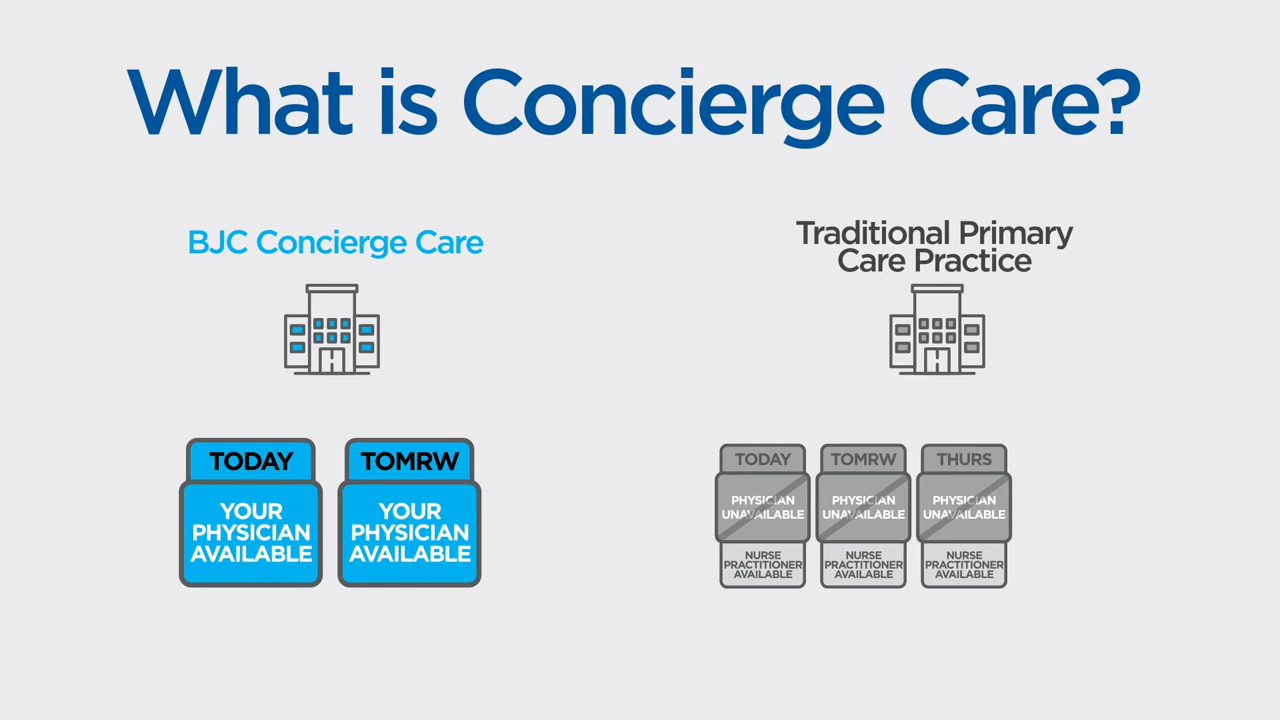 What is Concierge Care?
BJC Concierge Care
TODAY
YOUR
PHYSICIAN
AVAILABLE
TOMRW
YOUR
PHYSICIAN
AVAILABLE
Traditional Primary
Care Practice
TODAY
PHYSICIAN
UNAVAILABLE
NURSE
PRACTITIONER
AVAILABLE
TOMRW
PHYSICIAN
UNAVAILABLE
NURSE
PRACTITIONER
AVAILABLE
THURS
PHYSICIAN
UNAVAILABLE
NURSE
PRACTITIONER
AVAILABLE